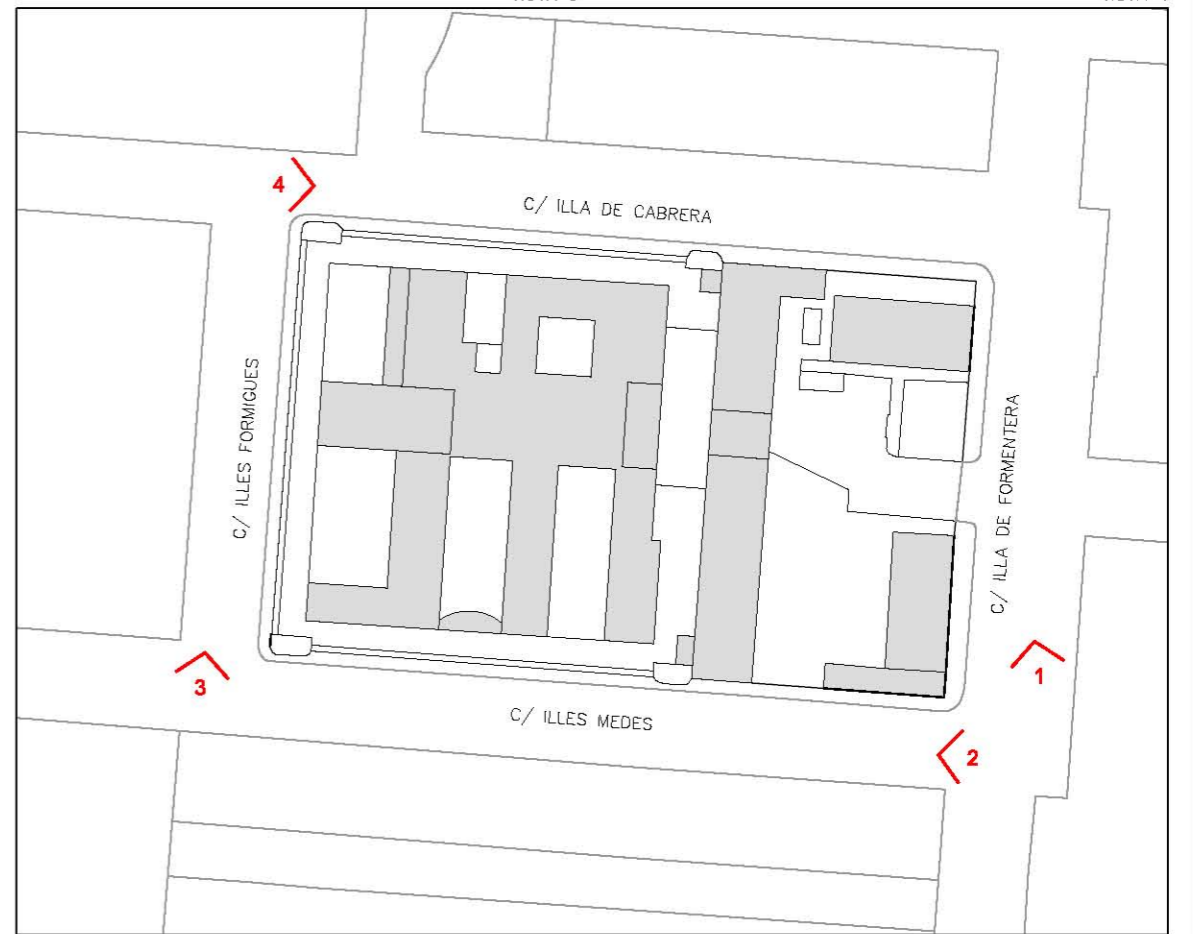 4
C/ ILLA DE CABRERA
C/ ILLES FORMIGUES
C/ ILLA DE FORMENTERA
3
1
C/ ILLES MEDES
2